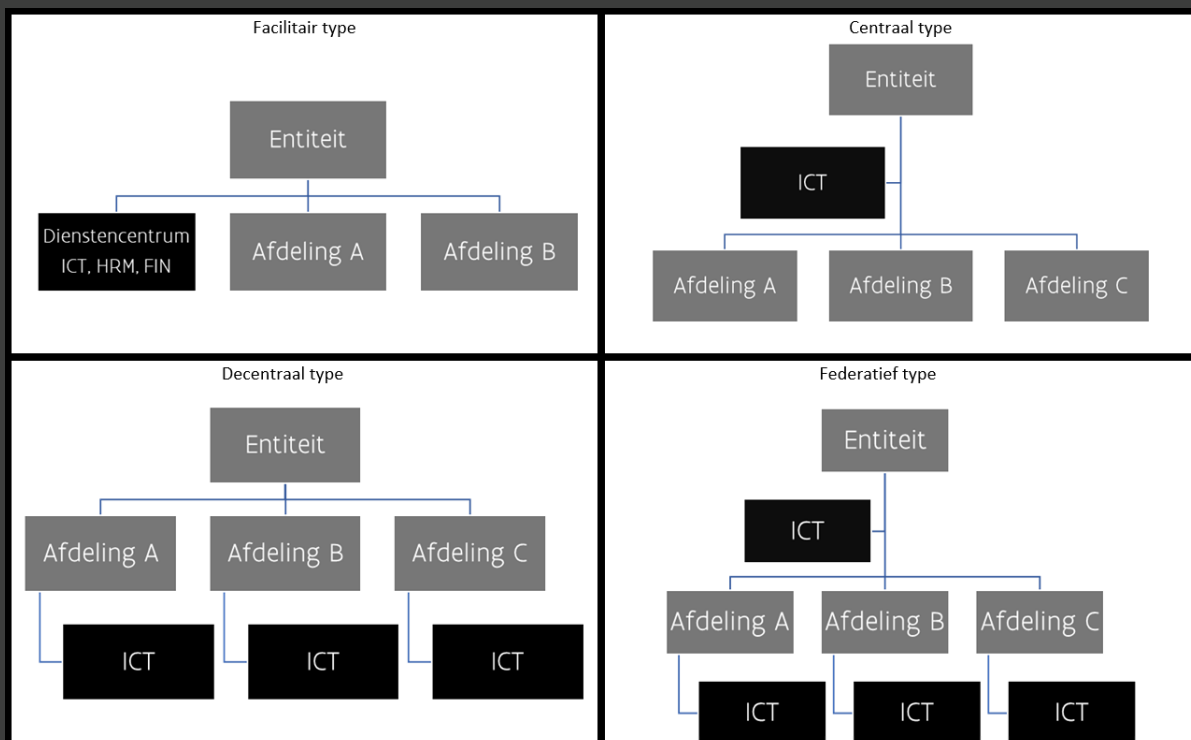 Facilitair type
Entiteit
Dienstencentrum
ICT, HRM, FIN
Afdeling A
Afdeling B
Centraal type
Entiteit
ICT
Afdeling A
Afdeling B
Afdeling C
Decentraal type
Entiteit
Afdeling A
Afdeling B
Afdeling C
ICT
ICT
ICT
Federatief type
Entiteit
ICT
Afdeling A
Afdeling B
Afdeling C
ICT
ICT
ICT